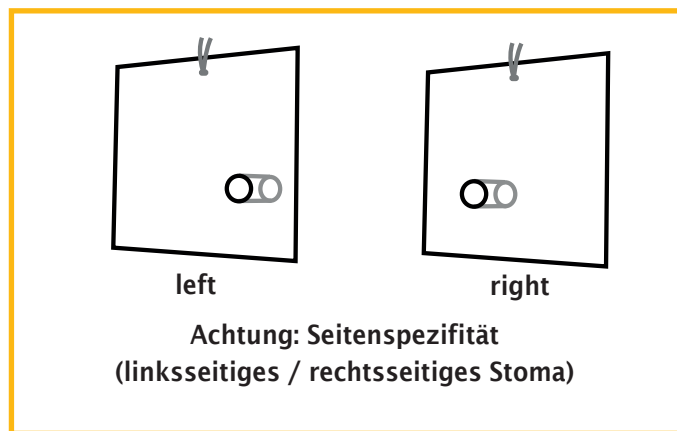 left
right
Achtung: Seitenspezifität
(linksseitiges / rechtsseitiges Stoma)